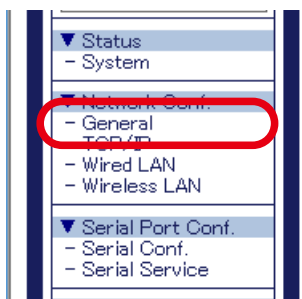 ▼ Status
- System
▼ Network Conf.
- General
- TCP/IP
- Wired LAN
- Wireless LAN
▼ Serial Port Conf.
- Serial Conf.
- Serial Service